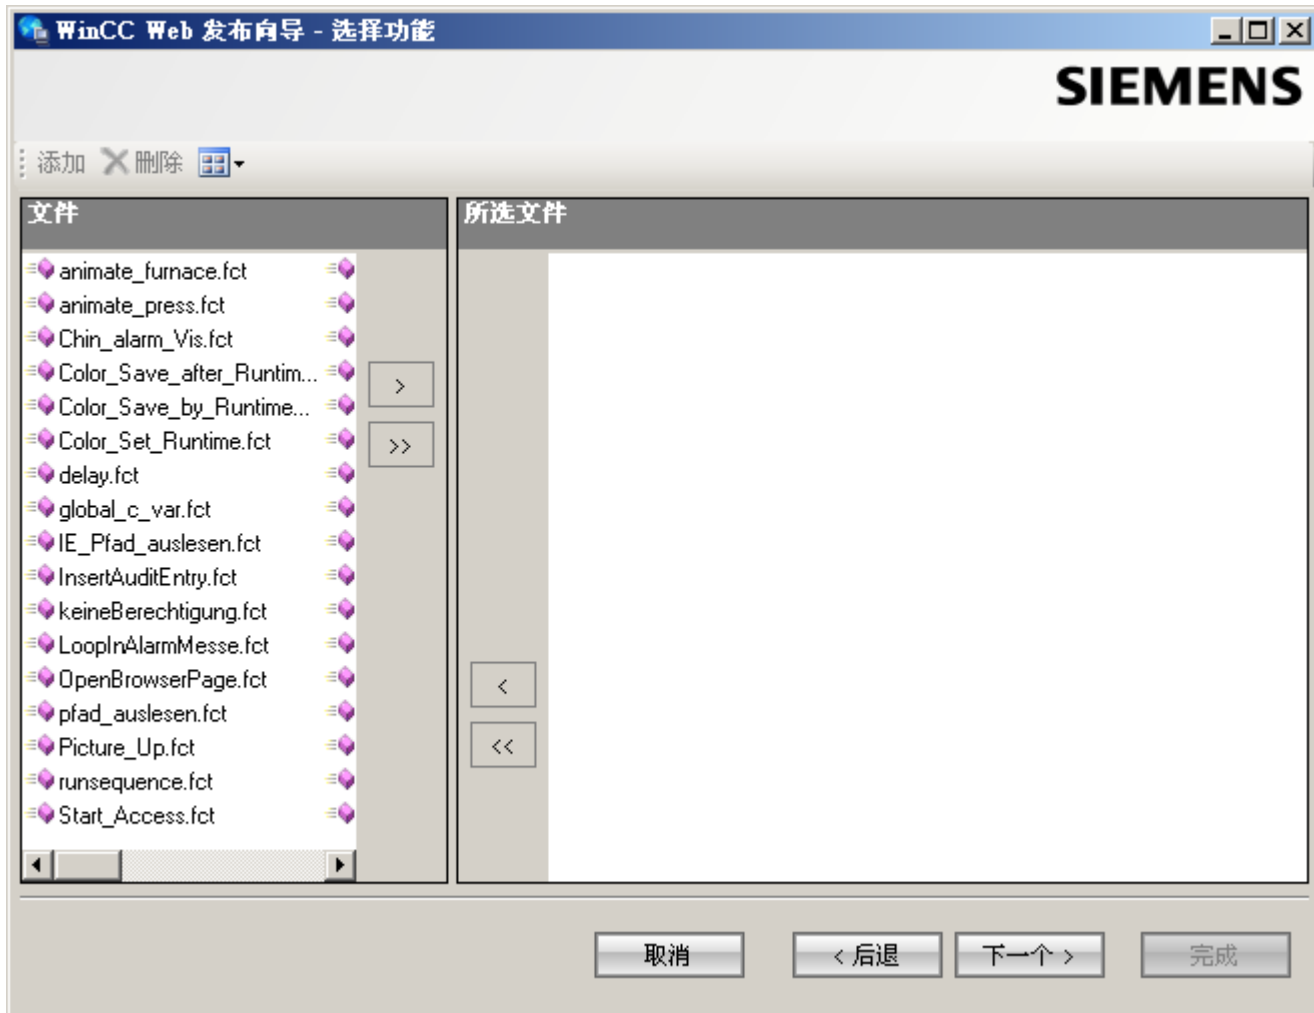 WinCC Web 发布向导 - 选择功能
SIEMENS
添加 删除
文件
animate_furnace.fct
animate_press.fct
Chin_alarm_Vis.fct
Color_Save_after_Runtim...
Color_Save_by_Runtime...
Color_Set_Runtime.fct
delay.fct
global_c_var.fct
IE_Pfad_auslesen.fct
InsertAuditEntry.fct
keineBerechtigung.fct
LoopInAlarmMesse.fct
OpenBrowserPage.fct
pfad_auslesen.fct
Picture_Up.fct
runsequence.fct
Start_Access.fct
>
>>
所选文件
<
<<
取消
< 后退
下一个 >
完成